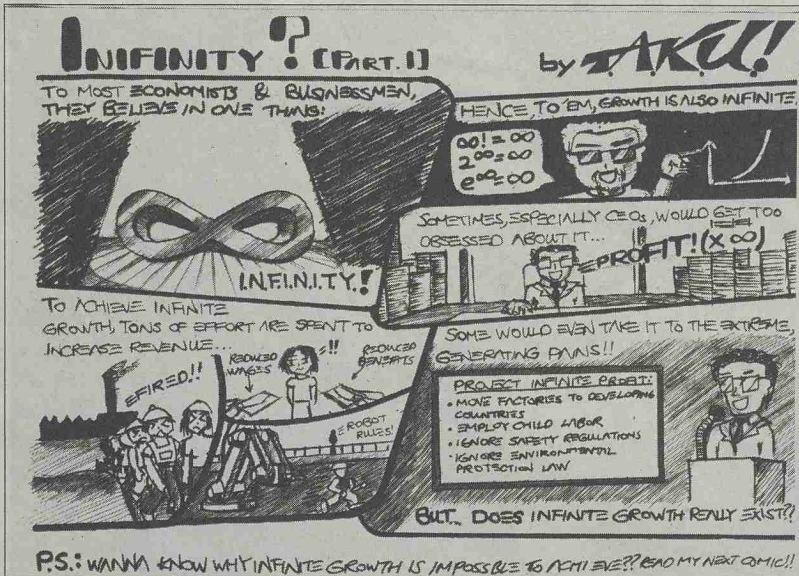 INIFINITY? [PART.1]
by T.A.K.U!
TO MOST ECONOMISTS & BUSINESSMEN,
THEY BELIEVE IN ONE THING:
I.N.F.I.N.I.T.Y.!
HENCE, TO 'EM, GROWTH IS ALSO INFINITE.
∞! = ∞
2^∞ = ∞
e^∞ = ∞
SOMETIMES, ESPECIALLY CEOs, WOULD GET TOO
OBSESSED ABOUT IT...
PROFIT! (x ∞)
TO ACHIEVE INFINITE
GROWTH, TONS OF EFFORT ARE SPENT TO
INCREASE REVENUE...
FIRED!!
REDUCED
WAGES
!!
REDUCED
BENEFITS
ROBOT
RULES!
SOME WOULD EVEN TAKE IT TO THE EXTREME,
GENERATING PAINS!!
PROJECT INFINITE PROFIT:
• MOVE FACTORIES TO DEVELOPING
COUNTRIES
• EMPLOY CHILD LABOR
• IGNORE SAFETY REGULATIONS
• IGNORE ENVIRONMENTAL
PROTECTION LAW
BUT... DOES INFINITE GROWTH REALLY EXIST??
P.S.: WANNA KNOW WHY INFINITE GROWTH IS IMPOSSIBLE TO ACHIEVE?? READ MY NEXT COMIC!!